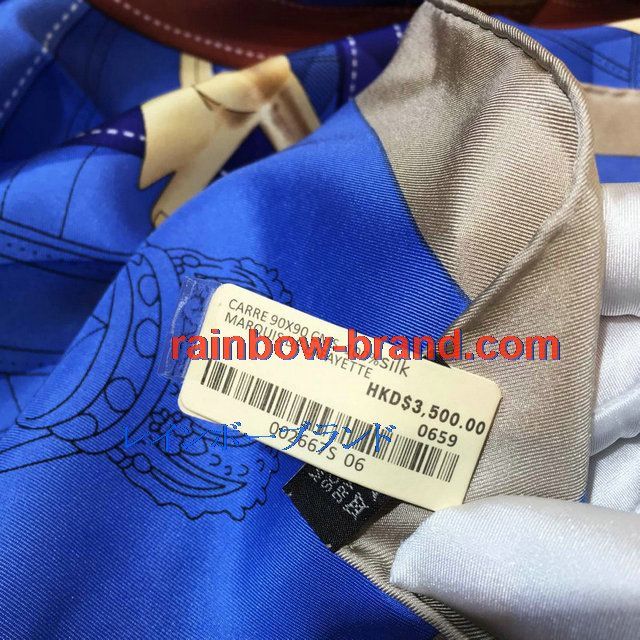 CARRE 90X90 silk
MARQUIS AYETTE
rainbow-brand.com
HKD$3,500.00
0659
レインボーブランド
002667S 06